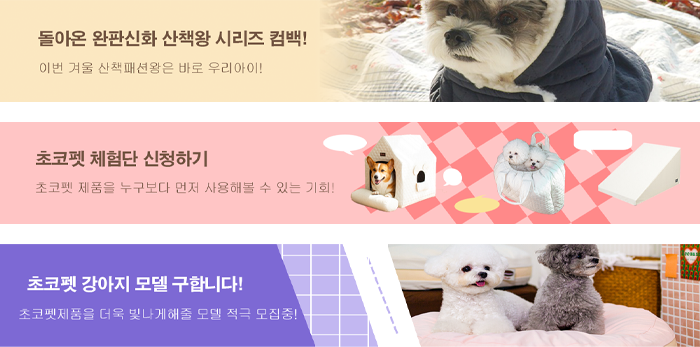 돌아온 완판신화 산책왕 시리즈 컴백!
이번 겨울 산책패션왕은 바로 우리아이!
초코펫 체험단 신청하기
초코펫 제품을 누구보다 먼저 사용해볼 수 있는 기회!
초코펫 강아지 모델 구합니다!
초코펫제품을 더욱 빛나게해줄 모델 적극 모집중!